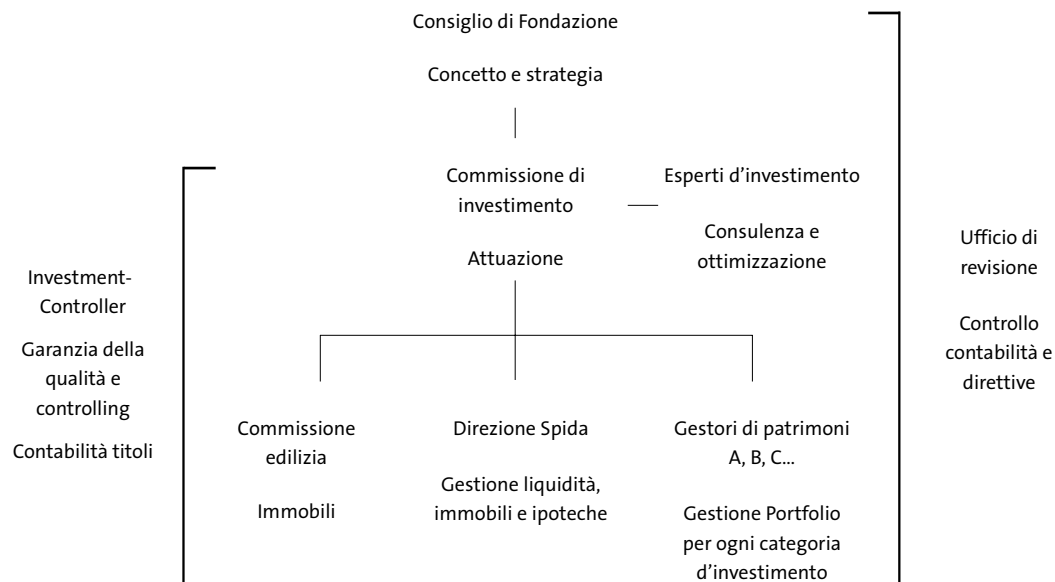 Consiglio di Fondazione
Concetto e strategia
Commissione di
investimento
Attuazione
Esperti d’investimento
Consulenza e
ottimizzazione
Investment-
Controller
Garanzia della
qualità e
controlling
Contabilità titoli
Ufficio di
revisione
Controllo
contabilità e
direttive
Commissione
edilizia
Immobili
Direzione Spida
Gestione liquidità,
immobili e ipoteche
Gestori di patrimoni
A, B, C...
Gestione Portfolio
per ogni categoria
d’investimento